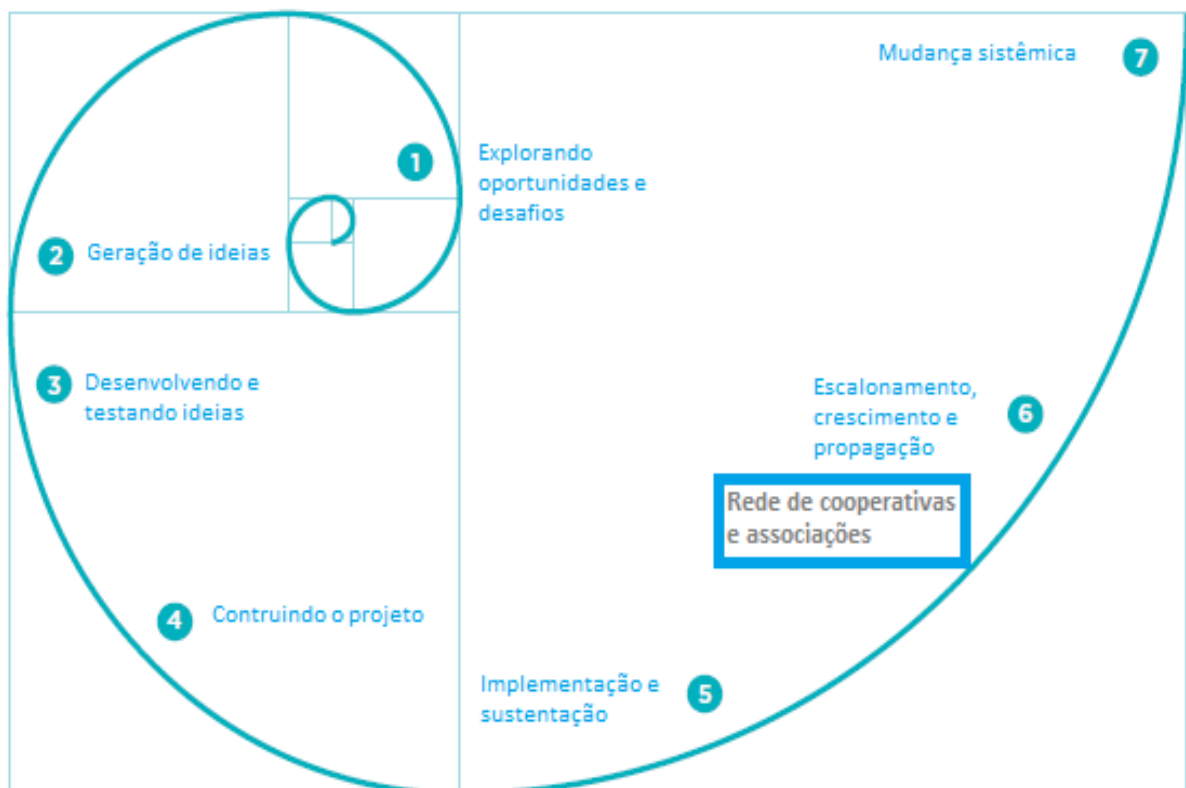 1
Explorando
oportunidades e
desafios
2
Geração de ideias
3
Desenvolvendo e
testando ideias
4
Contruindo o projeto
5
Implementação e
sustentação
6
Escalonamento,
crescimento e
propagação
Rede de cooperativas
e associações
7
Mudança sistêmica